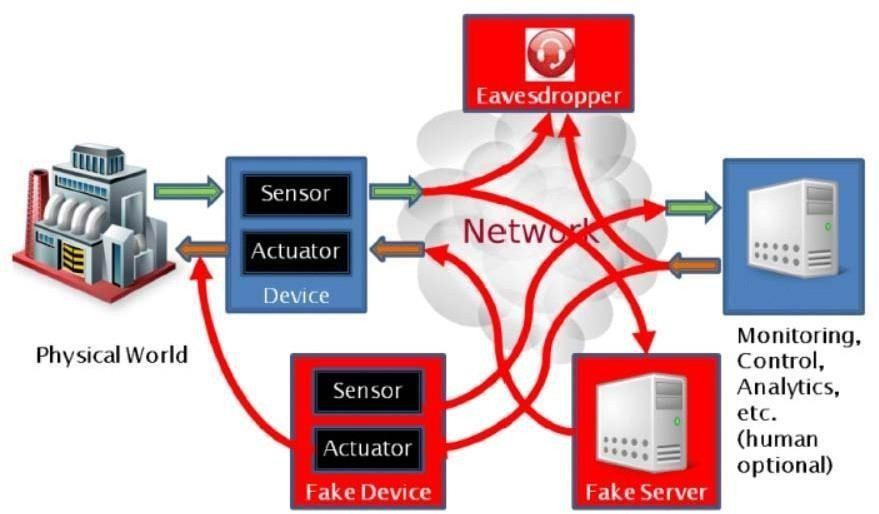 Eavesdropper
Sensor
Actuator
Device
Network
Physical World
Monitoring,
Control,
Analytics,
etc.
(human
optional)
Sensor
Actuator
Fake Device
Fake Server